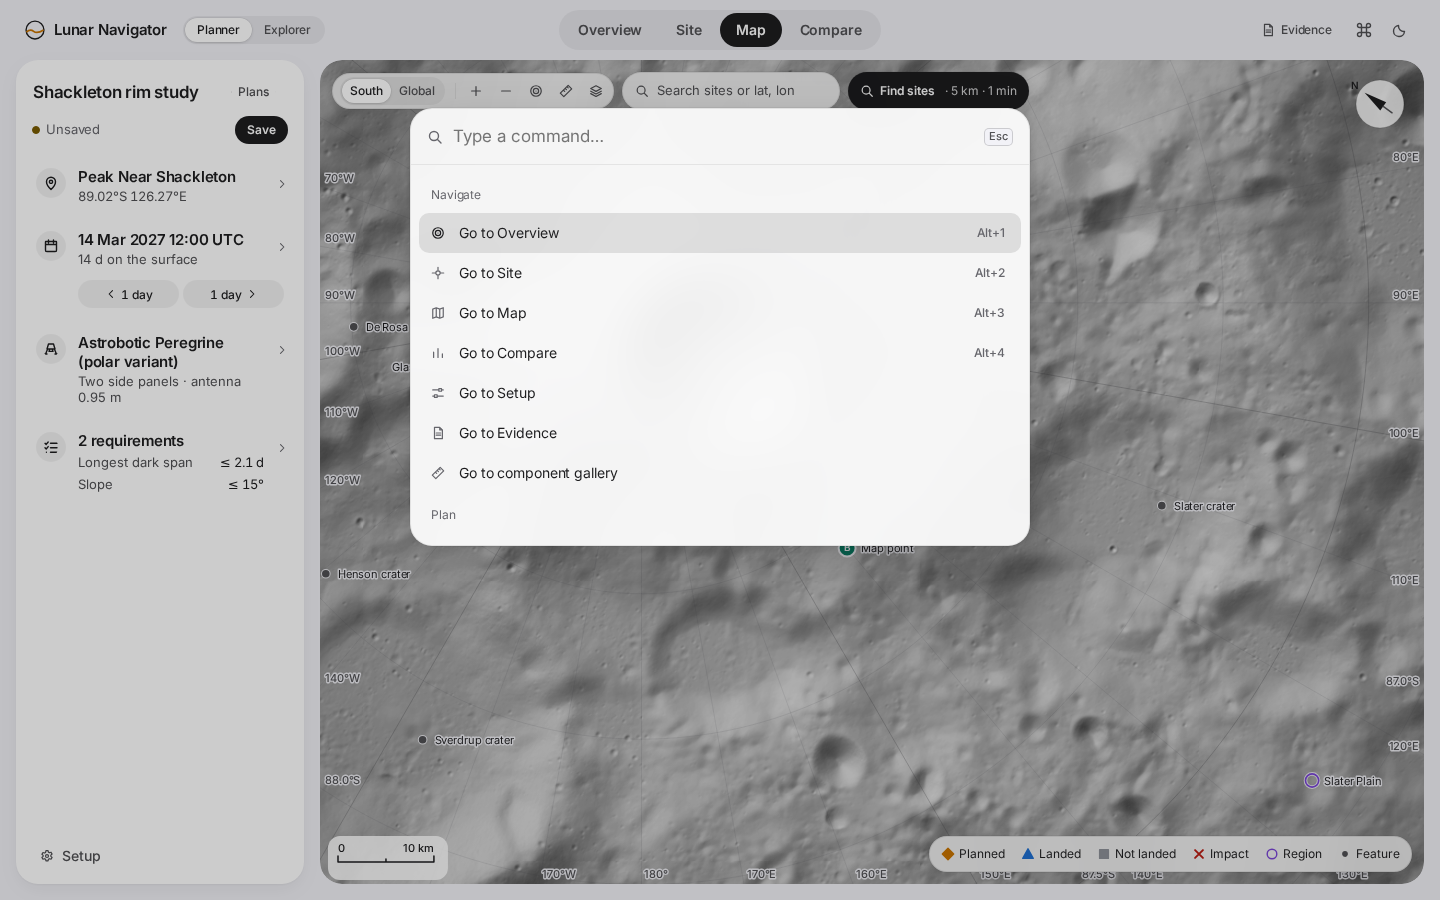 Lunar Navigator
Planner
Explorer
Overview
Site
Map
Compare
Evidence
Shackleton rim study
Plans
Unsaved
Save
Peak Near Shackleton
89.02°S 126.27°E
14 Mar 2027 12:00 UTC
14 d on the surface
1 day
1 day
Astrobotic Peregrine
(polar variant)
Two side panels · antenna
0.95 m
2 requirements
Longest dark span ≤ 2.1 d
Slope ≤ 15°
Setup
South
Global
Search sites or lat, lon
Find sites · 5 km · 1 min
N
Type a command...
Esc
Navigate
Go to Overview Alt+1
Go to Site Alt+2
Go to Map Alt+3
Go to Compare Alt+4
Go to Setup
Go to Evidence
Go to component gallery
Plan
70°W
80°W
90°W
De Rosa
100°W
Gla
110°W
120°W
Henson crater
140°W
Sverdrup crater
88.0°S
80°E
90°E
100°E
Slater crater
B Map point
110°E
87.0°S
120°E
Slater Plain
0 10 km
Planned
Landed
Not landed
Impact
Region
Feature
170°W
180°
170°E
160°E
150°E
87.5°S
140°E
130°E